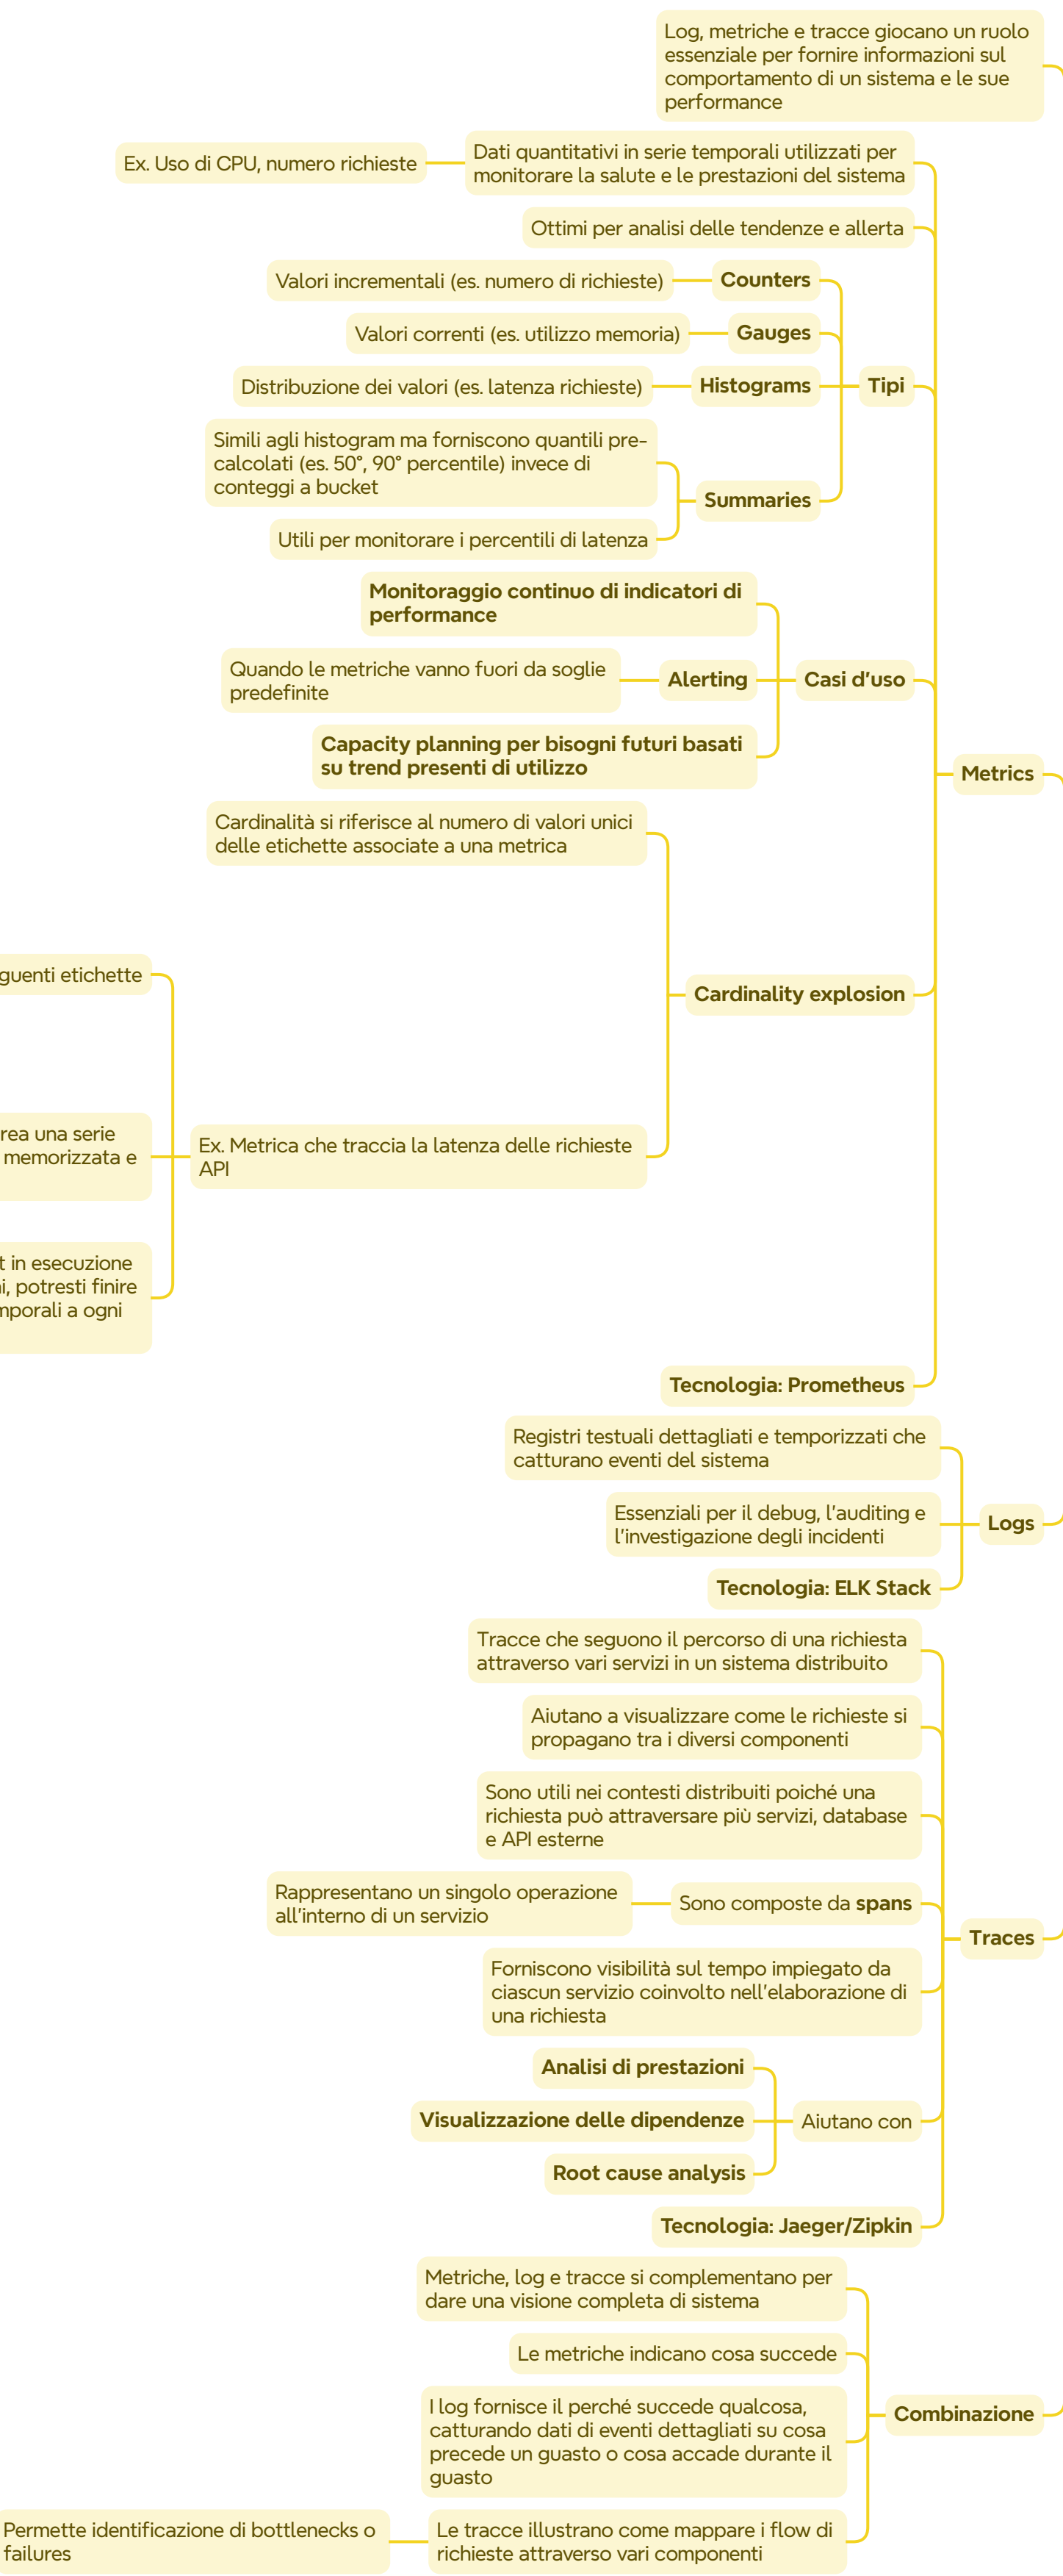 Log, metriche e tracce giocano un ruolo
essenziale per fornire informazioni sul
comportamento di un sistema e le sue
performance
Metrics
Dati quantitativi in serie temporali utilizzati per
monitorare la salute e le prestazioni del sistema
Ex. Uso di CPU, numero richieste
Ottimi per analisi delle tendenze e allerta
Tipi
Counters
Valori incrementali (es. numero di richieste)
Gauges
Valori correnti (es. utilizzo memoria)
Histograms
Distribuzione dei valori (es. latenza richieste)
Summaries
Simili agli histogram ma forniscono quantili pre-
calcolati (es. 50°, 90° percentile) invece di
conteggi a bucket
Utili per monitorare i percentili di latenza
Casi d'uso
Monitoraggio continuo di indicatori di
performance
Alerting
Quando le metriche vanno fuori da soglie
predefinite
Capacity planning per bisogni futuri basati
su trend presenti di utilizzo
Cardinality explosion
Cardinalità si riferisce al numero di valori unici
delle etichette associate a una metrica
Ex. Metrica che traccia la latenza delle richieste
API
etichette
una serie
memorizzata e
in esecuzione
potresti finire
a ogni
Tecnologia: Prometheus
Logs
Registri testuali dettagliati e temporizzati che
catturano eventi del sistema
Essenziali per il debug, l'auditing e
l'investigazione degli incidenti
Tecnologia: ELK Stack
Traces
Tracce che seguono il percorso di una richiesta
attraverso vari servizi in un sistema distribuito
Aiutano a visualizzare come le richieste si
propagano tra i diversi componenti
Sono utili nei contesti distribuiti poiché una
richiesta può attraversare più servizi, database
e API esterne
Sono composte da spans
Rappresentano un singolo operazione
all'interno di un servizio
Forniscono visibilità sul tempo impiegato da
ciascun servizio coinvolto nell'elaborazione di
una richiesta
Aiutano con
Analisi di prestazioni
Visualizzazione delle dipendenze
Root cause analysis
Tecnologia: Jaeger/Zipkin
Combinazione
Metriche, log e tracce si complementano per
dare una visione completa di sistema
Le metriche indicano cosa succede
I log fornisce il perché succede qualcosa,
catturando dati di eventi dettagliati su cosa
precede un guasto o cosa accade durante il
guasto
Le tracce illustrano come mappare i flow di
richieste attraverso vari componenti
Permette identificazione di bottlenecks o
failures